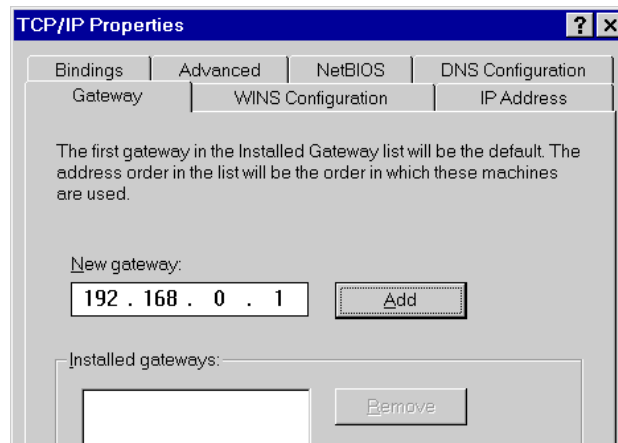 TCP/IP Properties
? ×
Bindings Advanced NetBIOS DNS Configuration
Gateway WINS Configuration IP Address
The first gateway in the Installed Gateway list will be the default. The
address order in the list will be the order in which these machines
are used.
New gateway:
192 . 168 . 0 . 1 Add
Installed gateways:
Remove